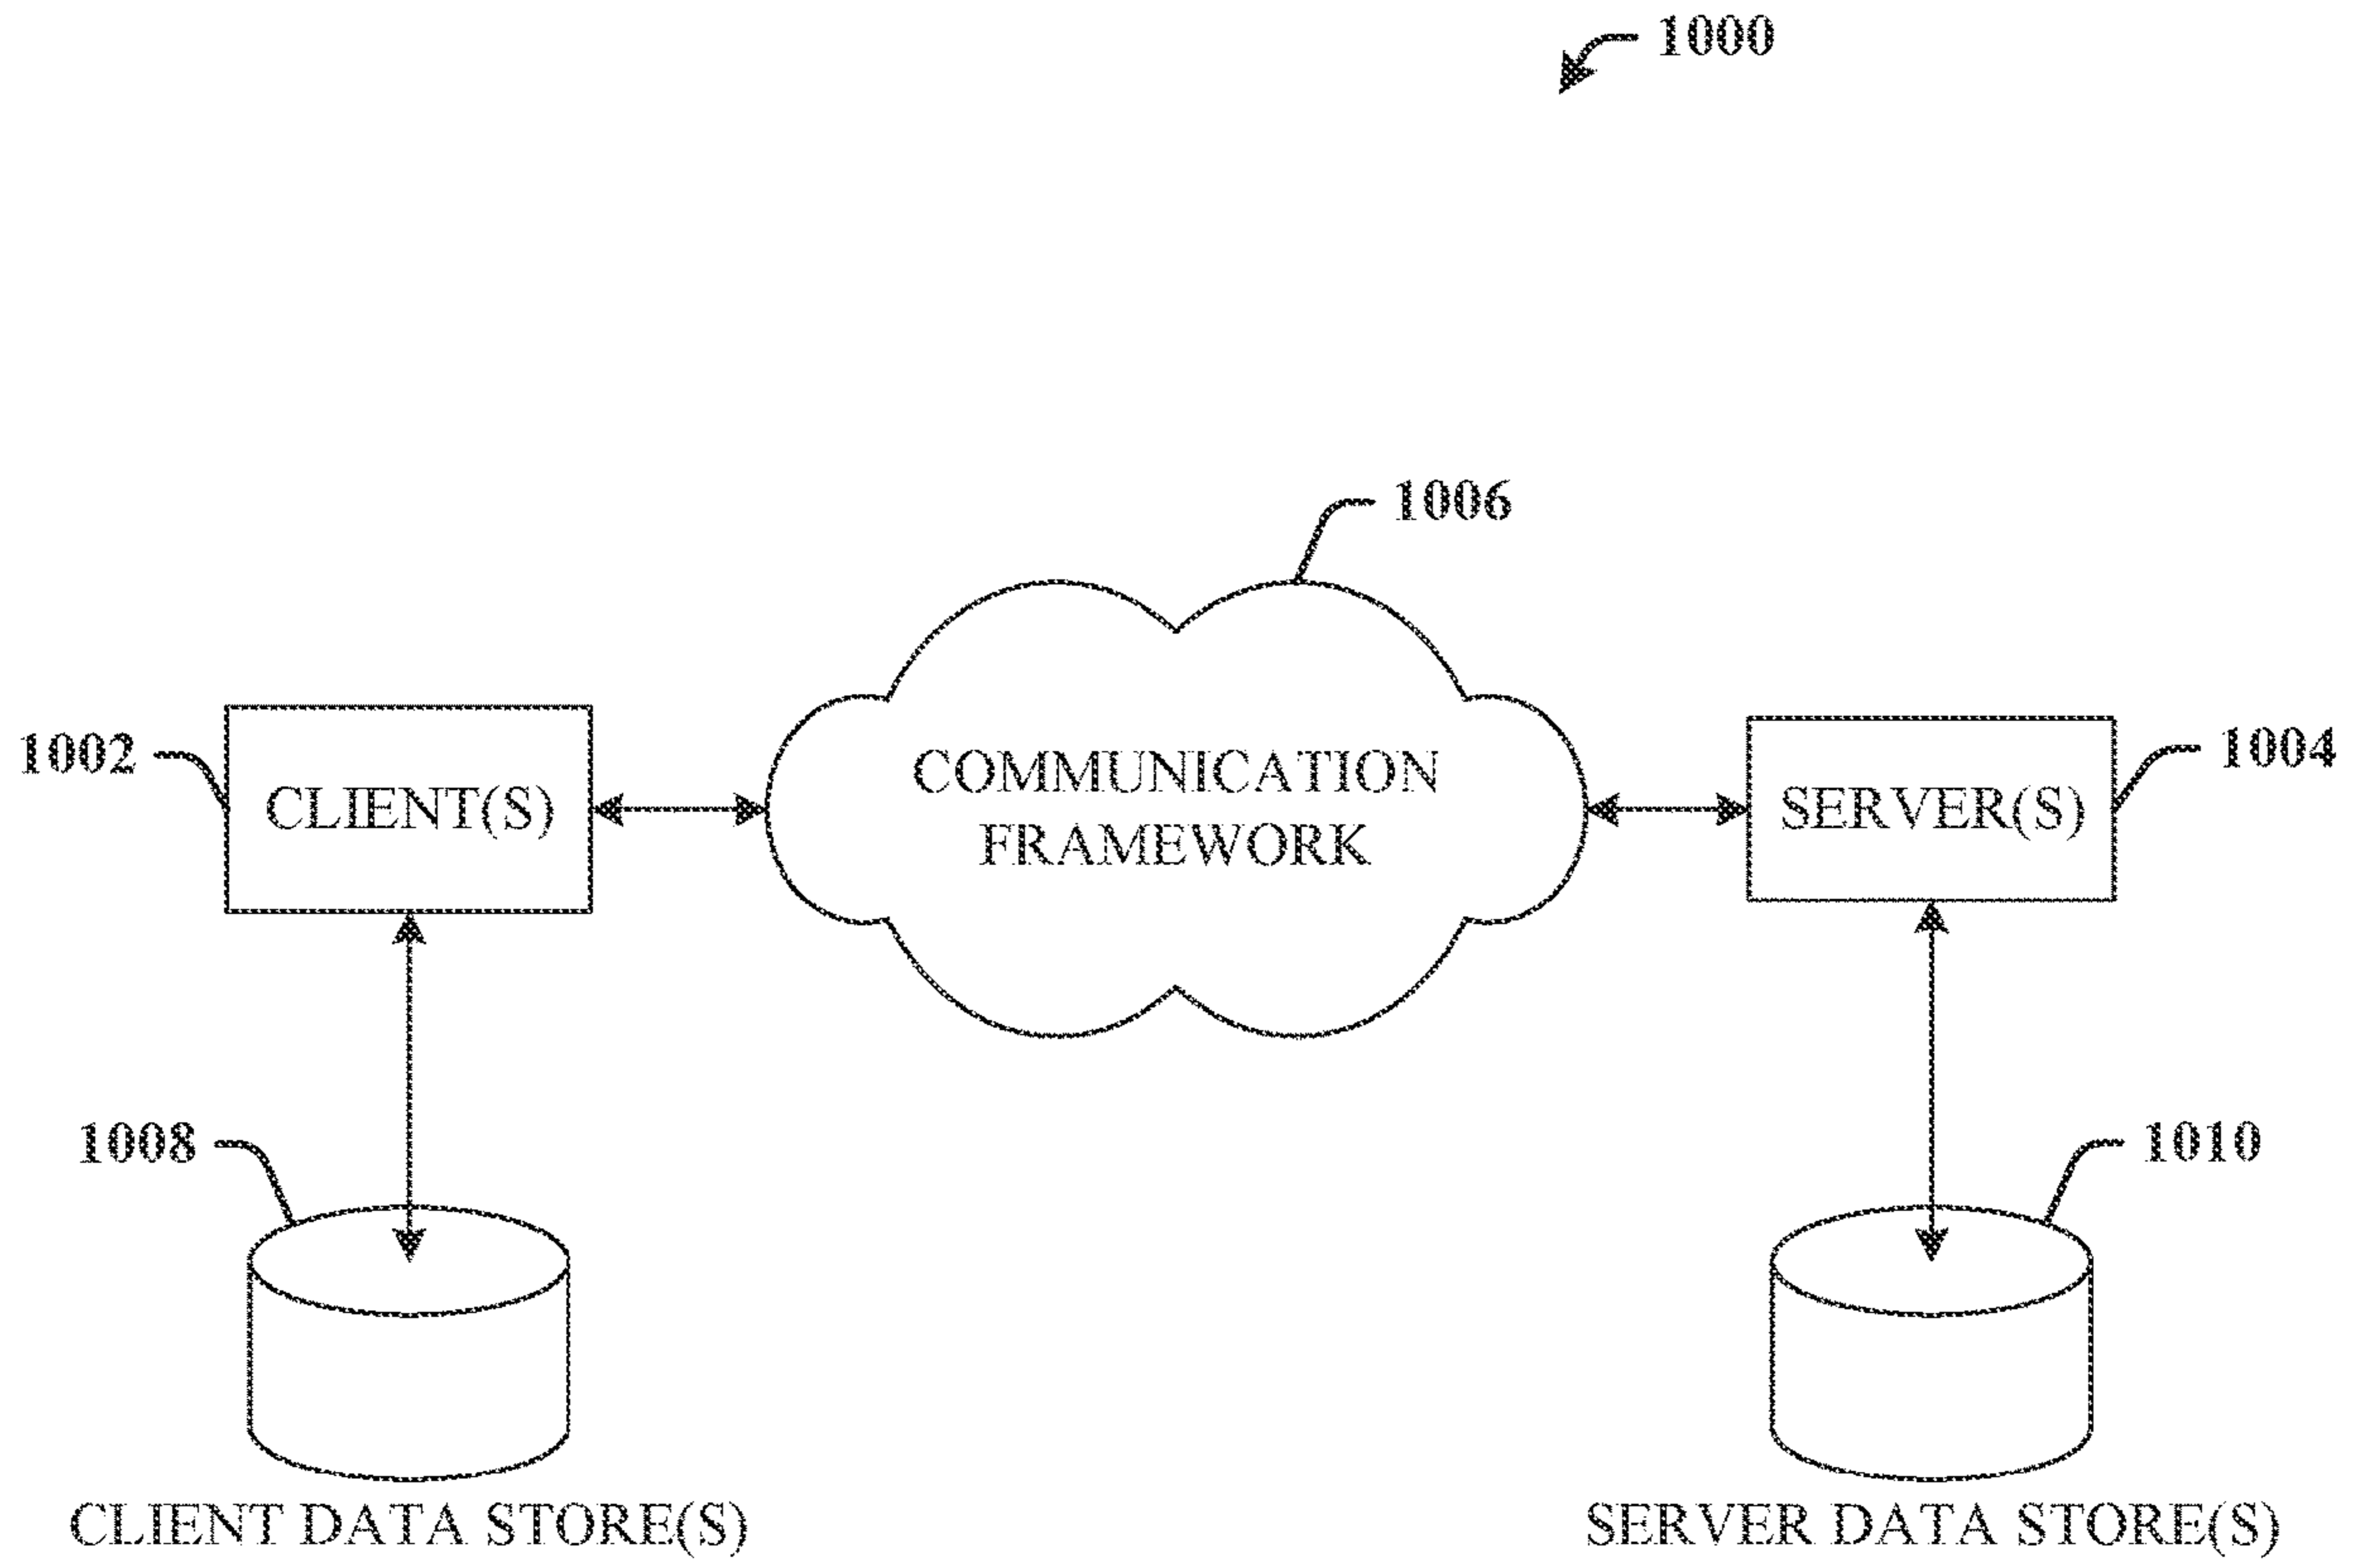 1000
1006
1002
CLIENT(S)
COMMUNICATION
FRAMEWORK
SERVER(S)
1004
1008
1010
CLIENT DATA STORE(S)
SERVER DATA STORE(S)